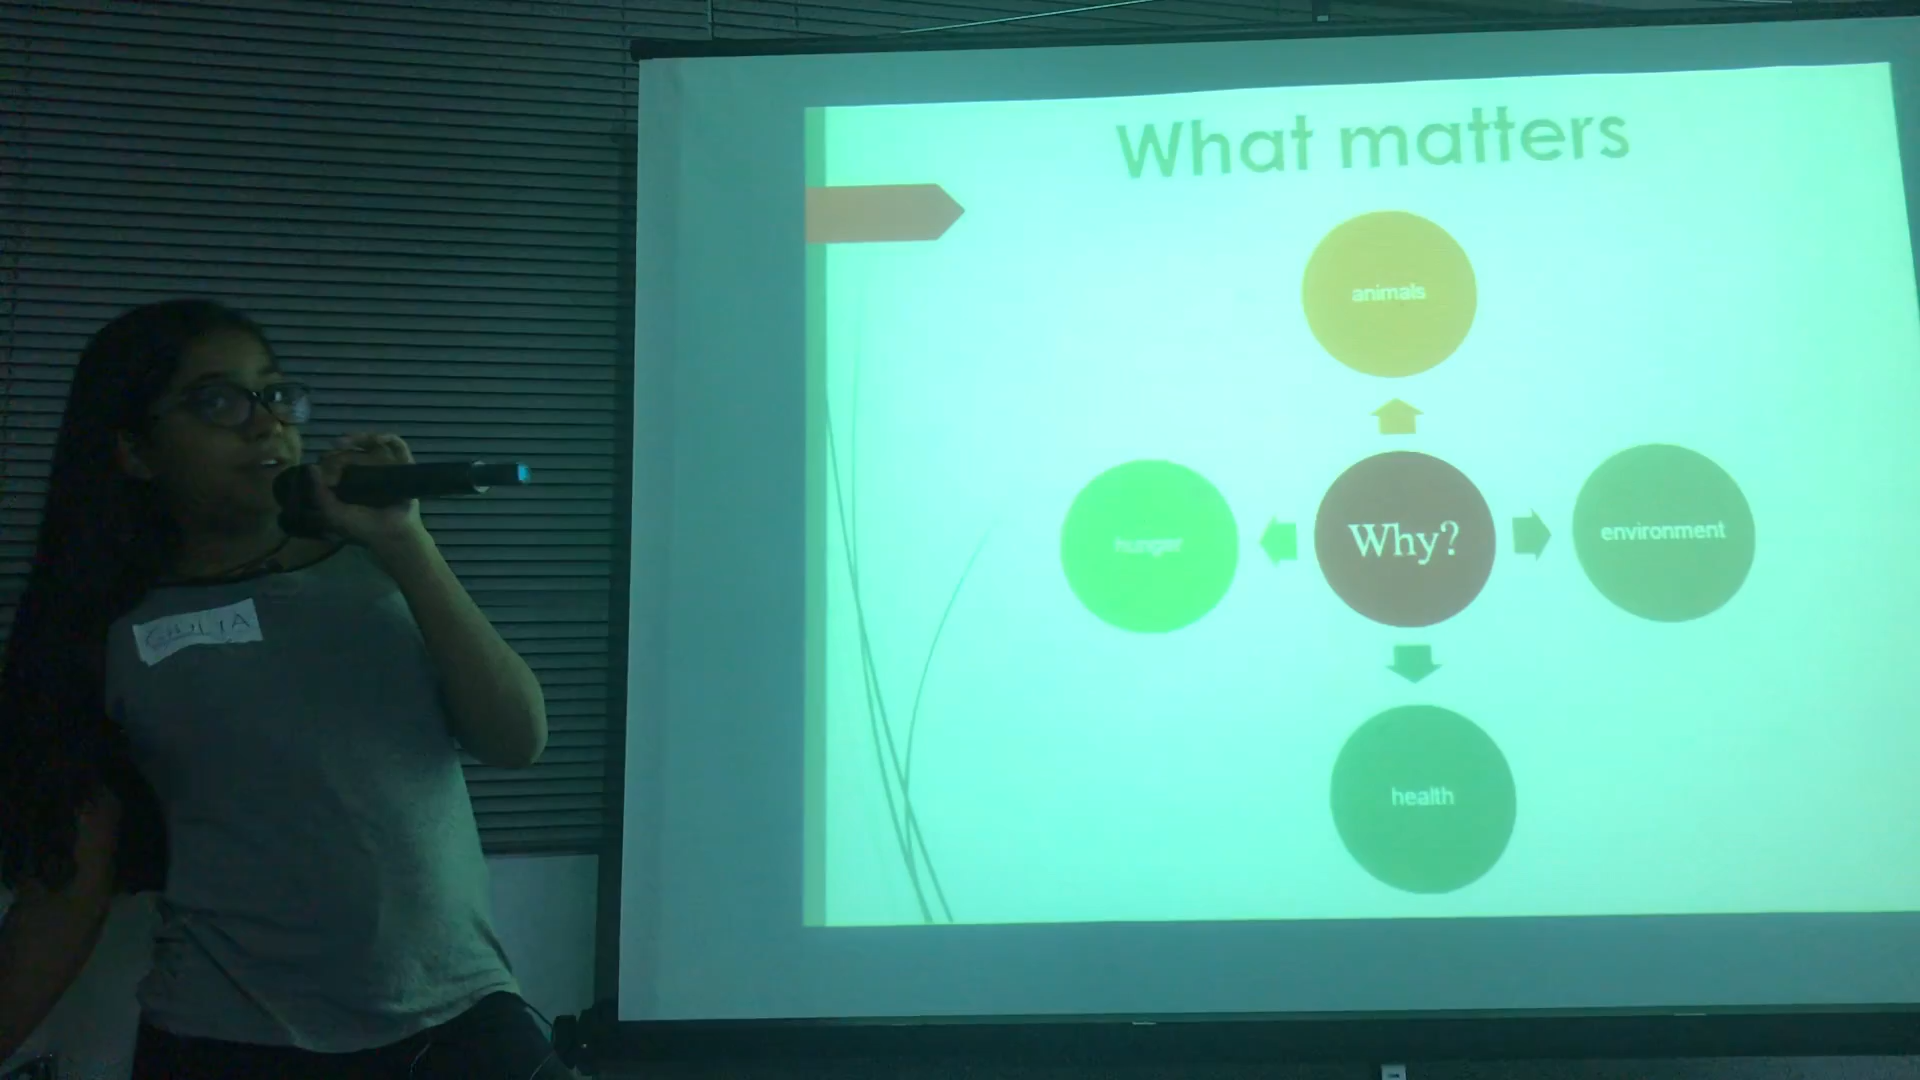 What matters
animals
hunger
Why?
environment
health
GIULIA